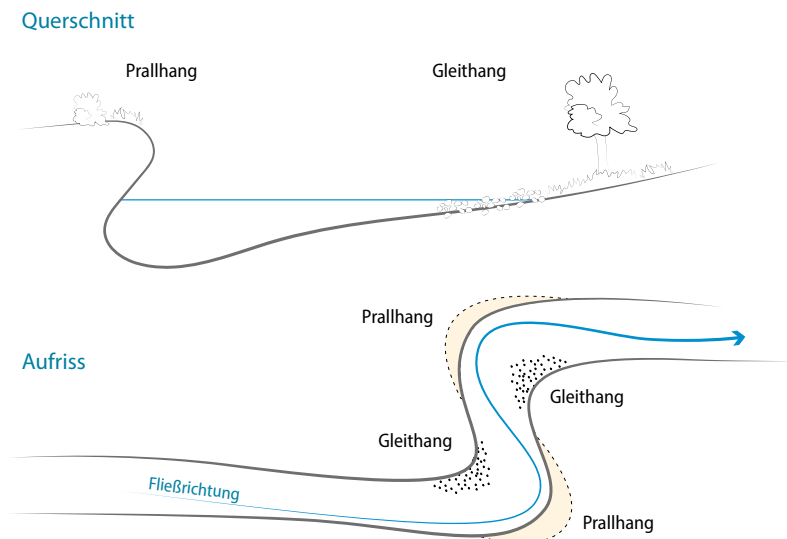 Querschnitt
Prallhang
Gleithang
Prallhang
Aufriss
Gleithang
Gleithang
Fließrichtung
Prallhang